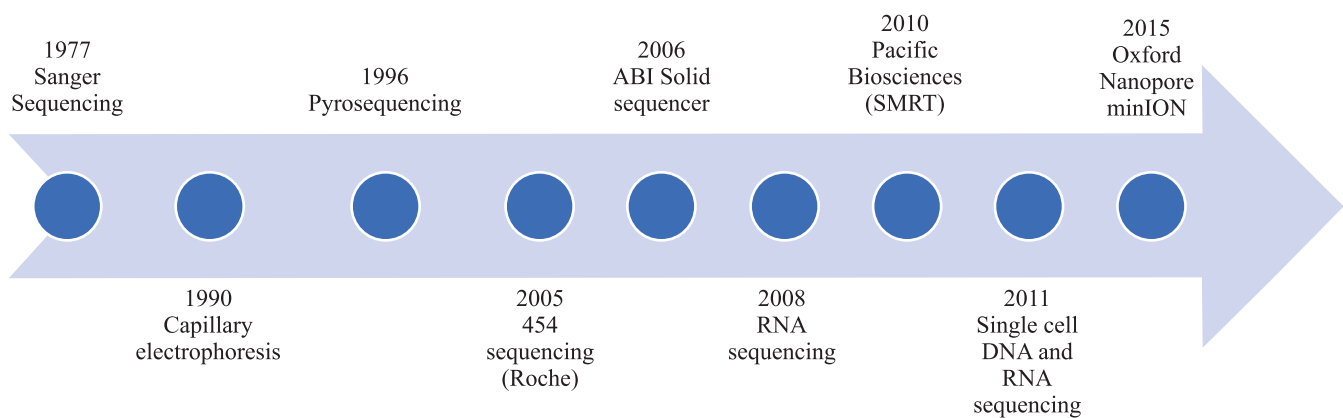 1977
Sanger
Sequencing
1990
Capillary
electrophoresis
1996
Pyrosequencing
2005
454
sequencing
(Roche)
2006
ABI Solid
sequencer
2008
RNA
sequencing
2010
Pacific
Biosciences
(SMRT)
2011
Single cell
DNA and
RNA
sequencing
2015
Oxford
Nanopore
minION